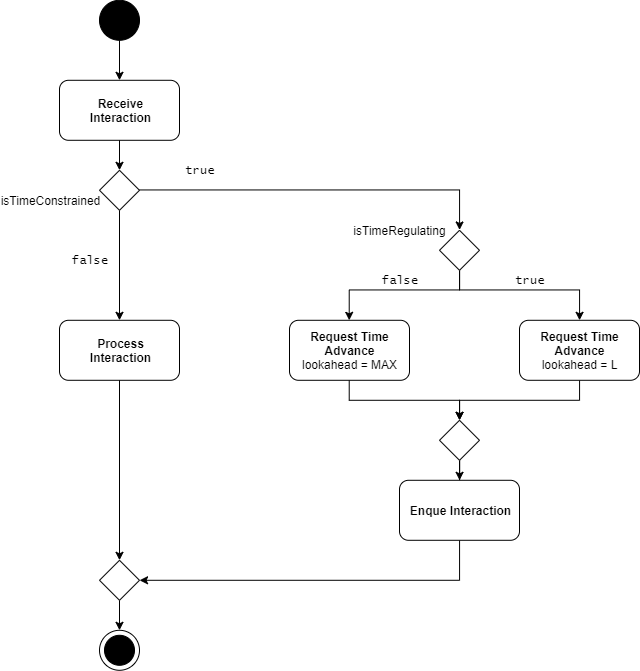 Receive
Interaction
true
isTimeConstrained
isTimeRegulating
false
false
true
Process
Interaction
Request Time
Advance
lookahead = MAX
Request Time
Advance
lookahead = L
Enque Interaction